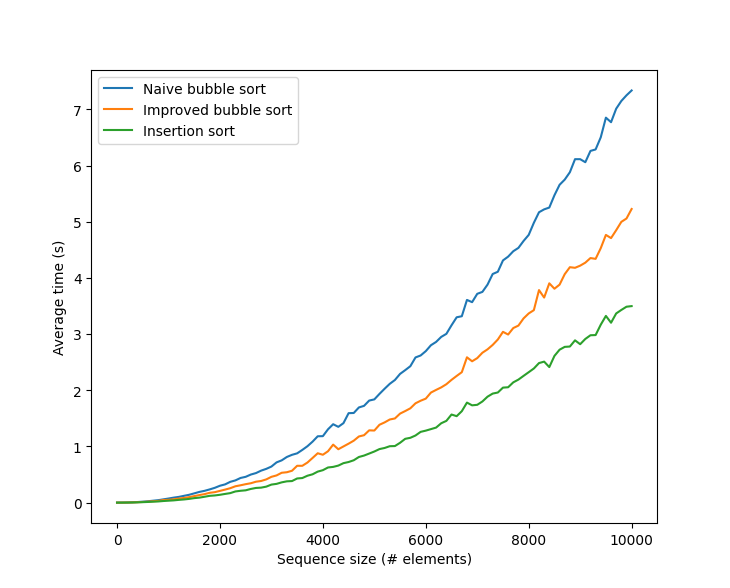 Naive bubble sort
Improved bubble sort
Insertion sort
Average time (s)
7
6
5
4
3
2
1
0
0 2000 4000 6000 8000 10000
Sequence size (# elements)